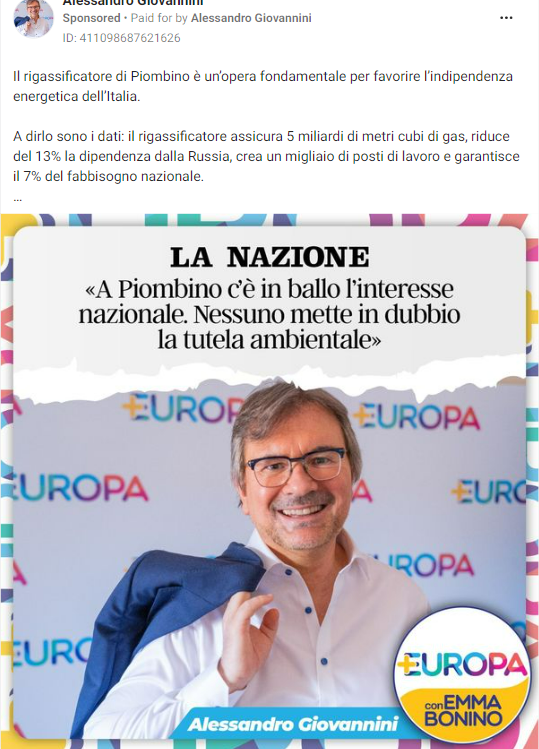 Alessandro Giovannini
Sponsored • Paid for by Alessandro Giovannini
ID: 411098687621626
Il rigassificatore di Piombino è un'opera fondamentale per favorire l'indipendenza
energetica dell'Italia.
A dirlo sono i dati: il rigassificatore assicura 5 miliardi di metri cubi di gas, riduce
del 13% la dipendenza dalla Russia, crea un migliaio di posti di lavoro e garantisce
il 7% del fabbisogno nazionale.
...
LA NAZIONE
«A Piombino c'è in ballo l'interesse
nazionale. Nessuno mette in dubbio
la tutela ambientale»
+EUROP
+EUROPA
EUROPA
+EUR
UROPA
EURO
+EUROPA
con EMMA
BONINO
Alessandro Giovannini